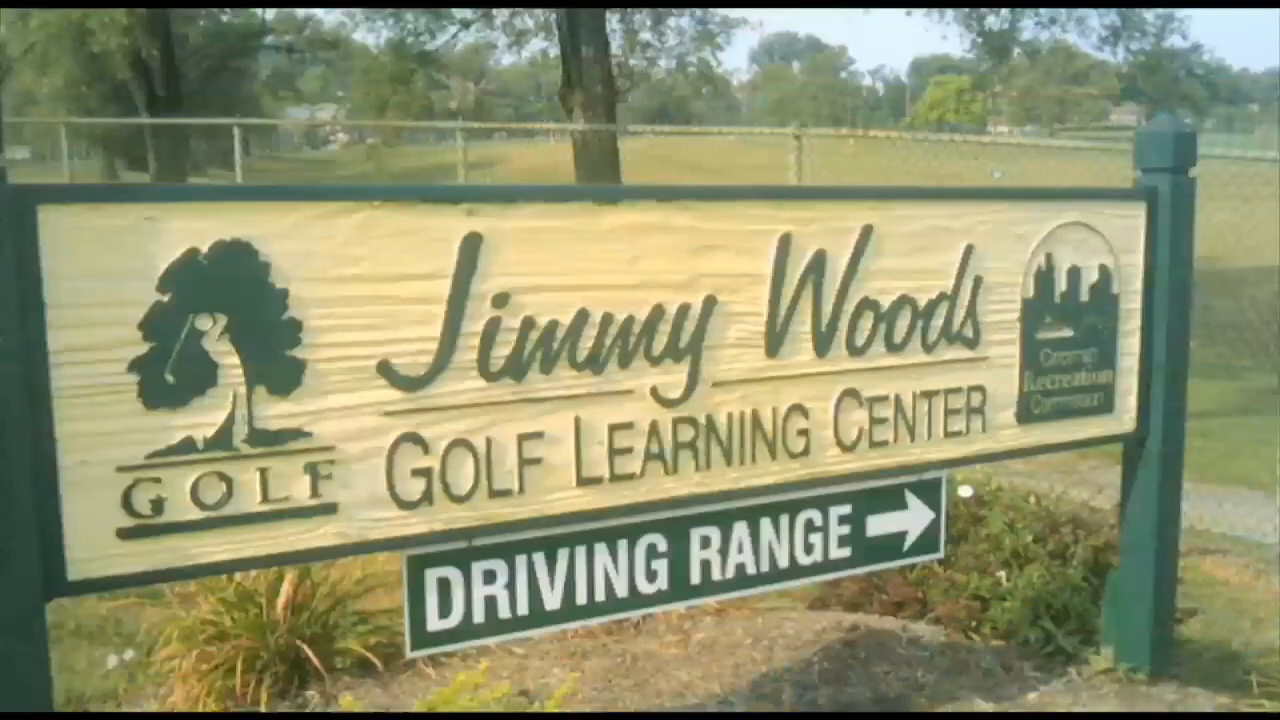 Jimmy Woods
GOLF LEARNING CENTER
GOLF
Recreation
DRIVING RANGE